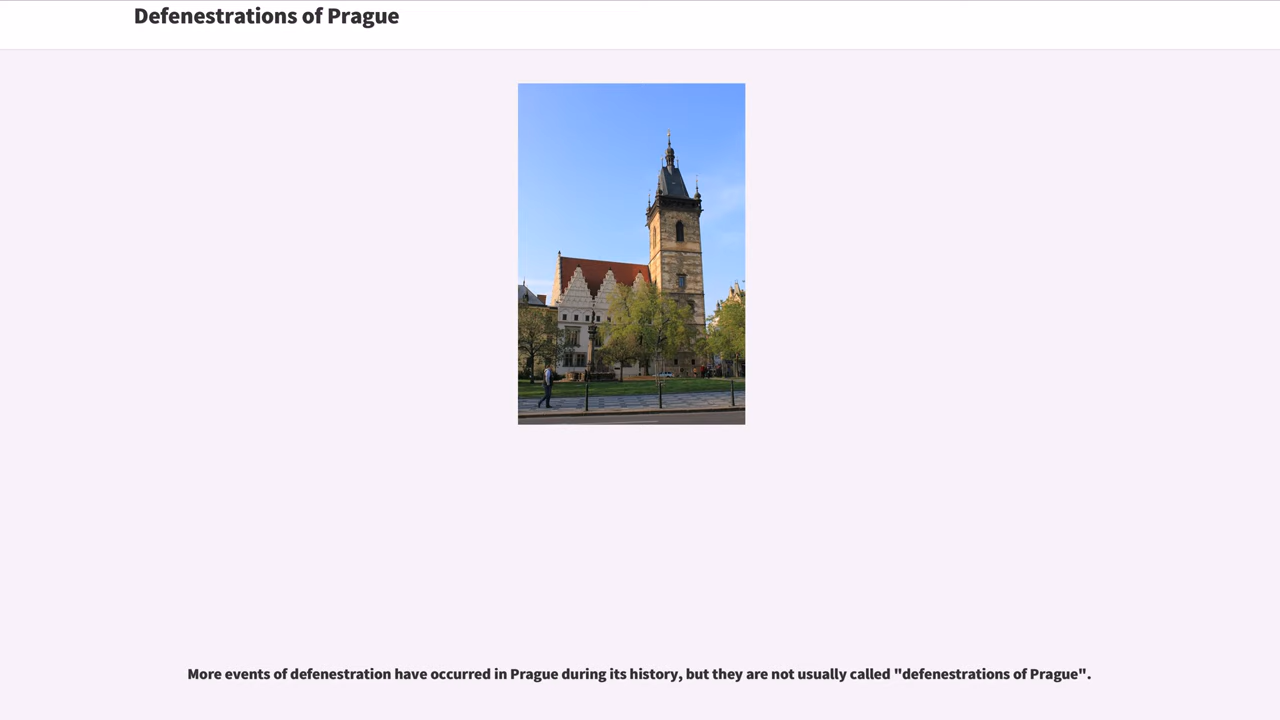 Defenestrations of Prague
More events of defenestration have occurred in Prague during its history, but they are not usually called "defenestrations of Prague".